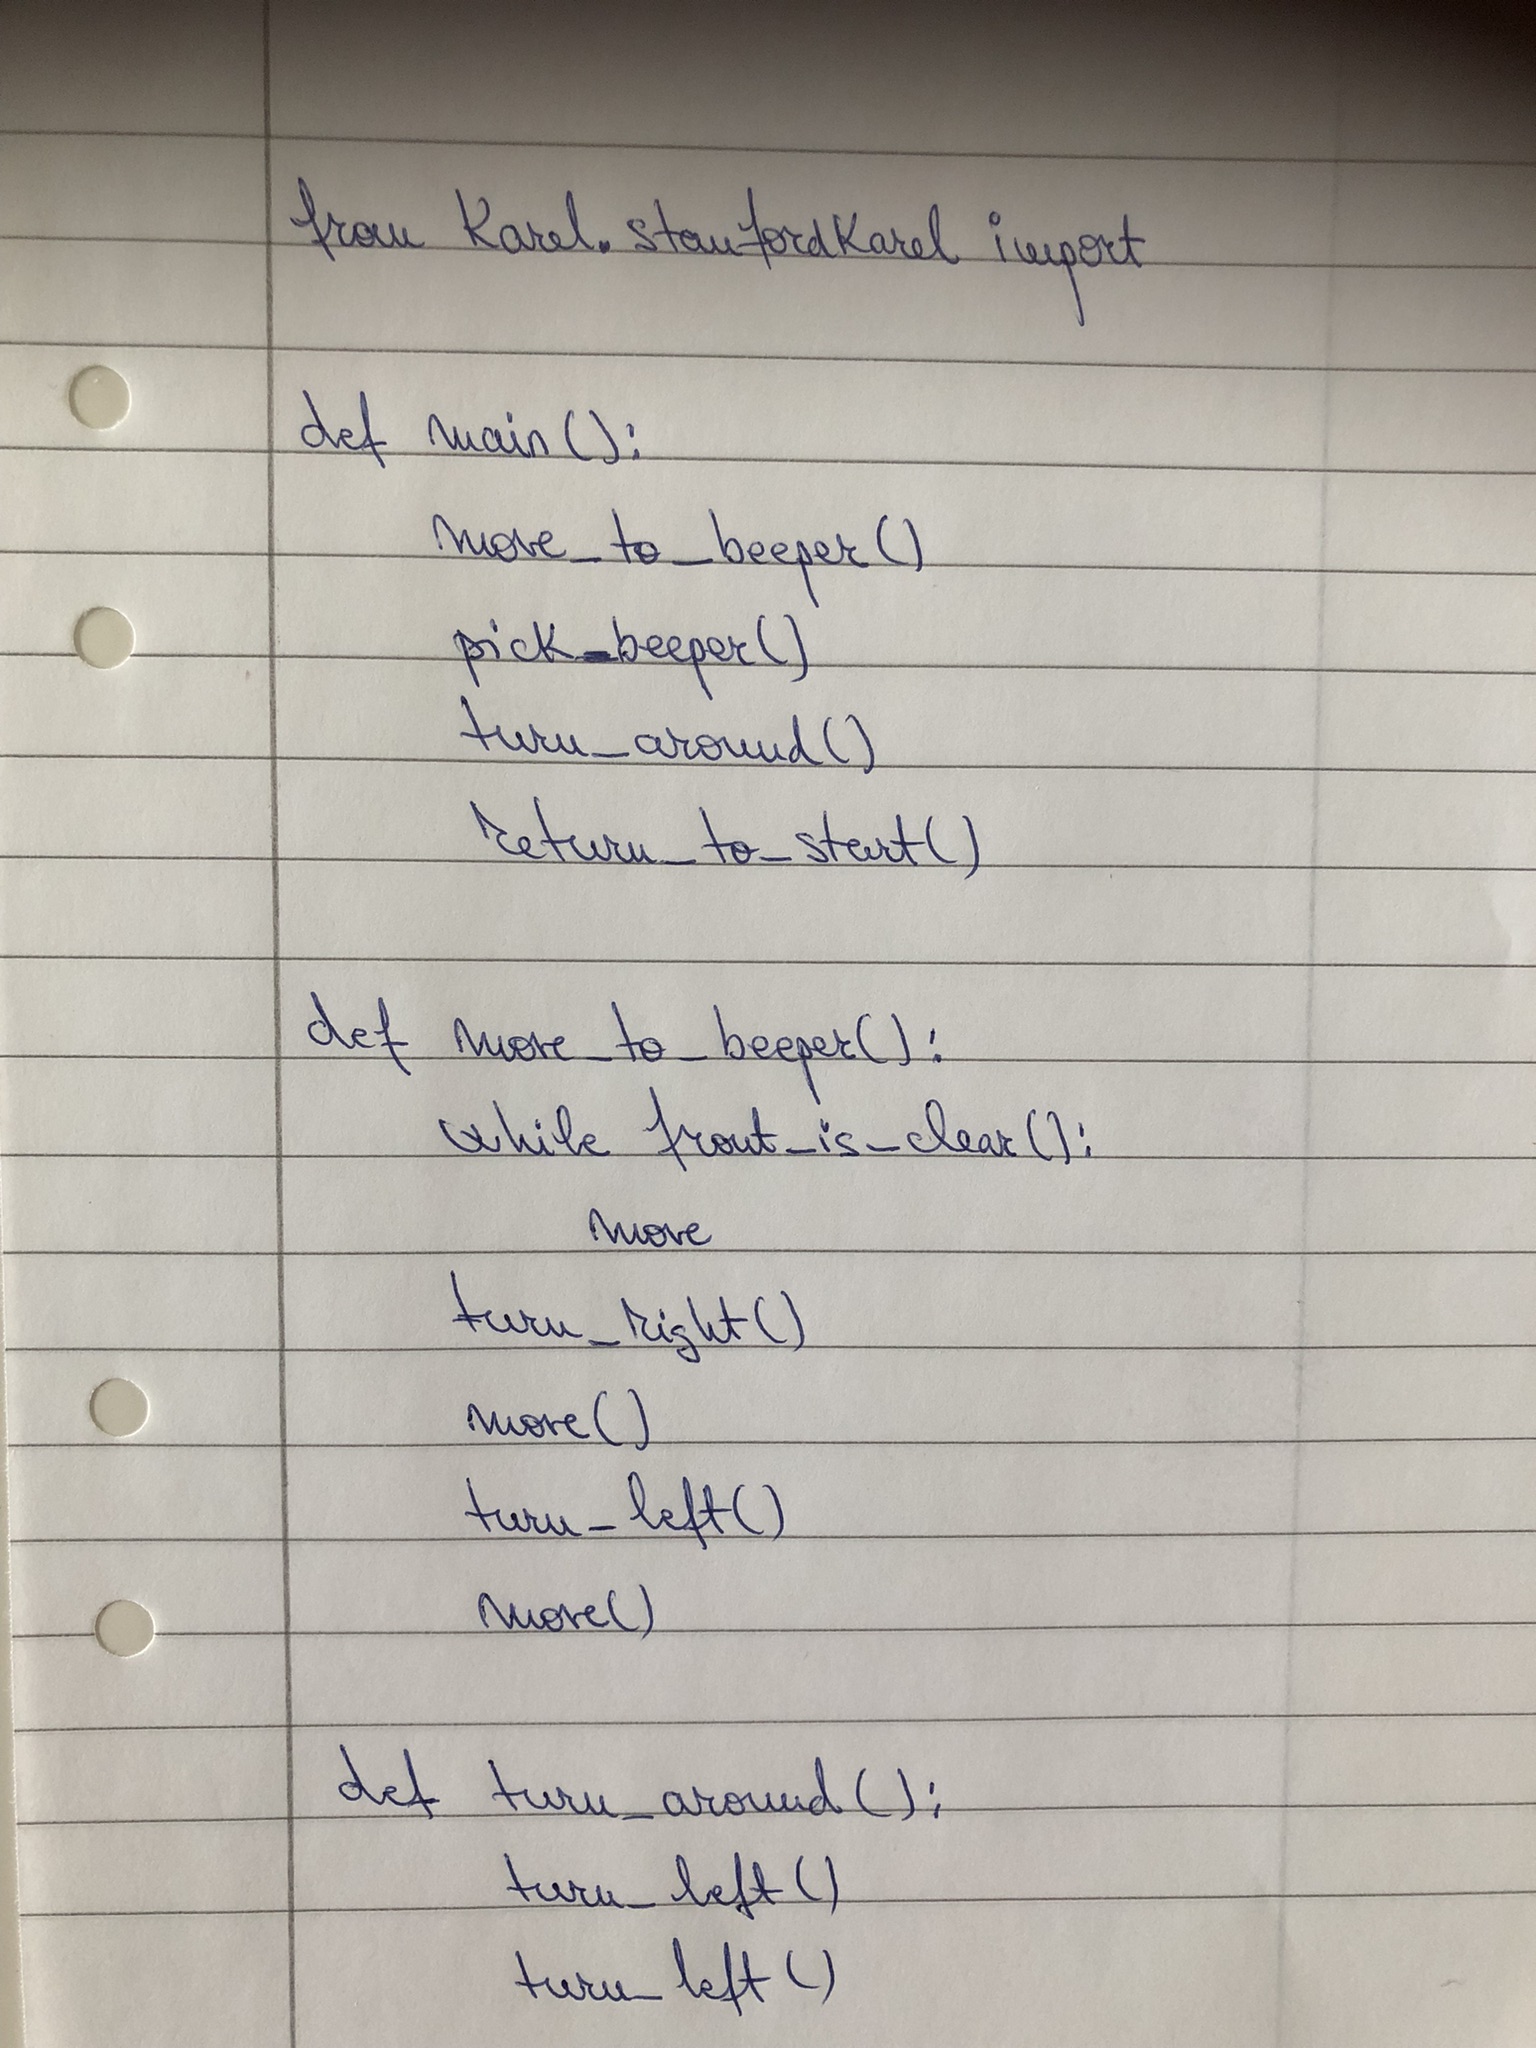 from Karel.stanfordKarel import
def main():
move_to_beeper()
pick_beeper()
turn_around()
return_to_start()
def move_to_beeper():
while front_is_clear():
move
turn_right()
move()
turn_left()
move()
def turn_around():
turn_left()
turn_left()